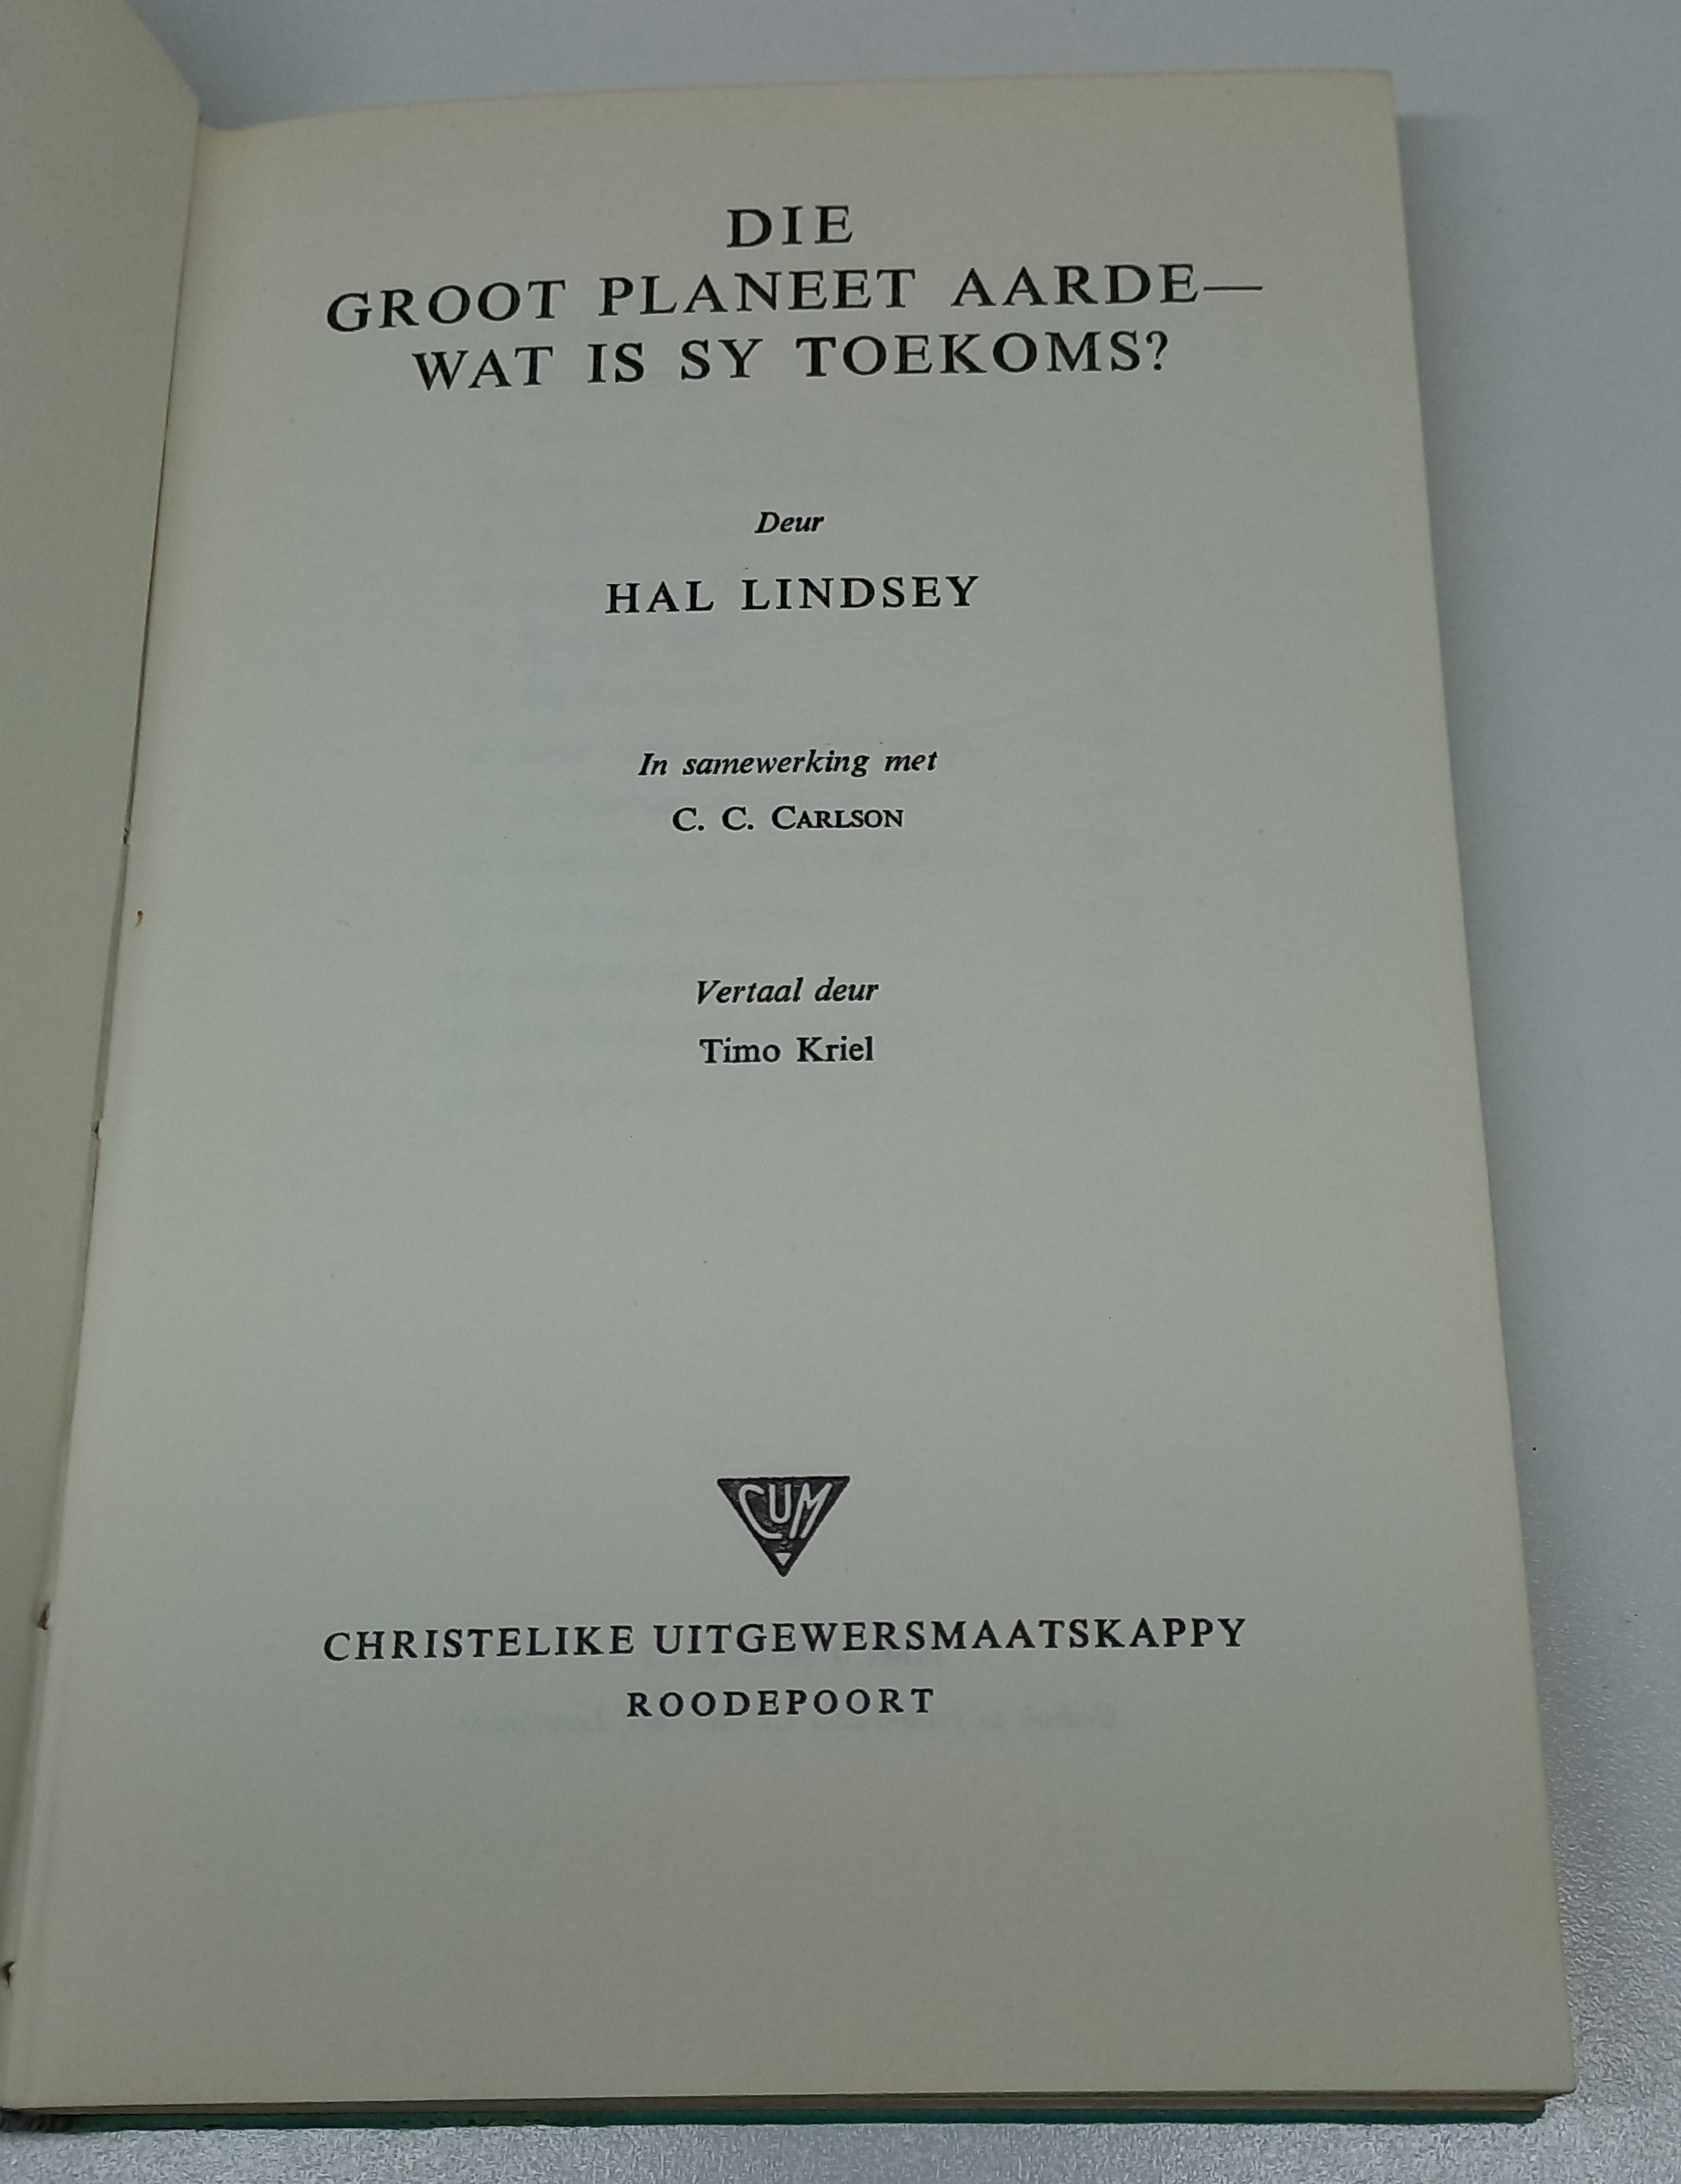 DIE
GROOT PLANEET AARDE—
WAT IS SY TOEKOMS?
Deur
HAL LINDSEY
In samewerking met
C. C. CARLSON
Vertaal deur
Timo Kriel
CUM
CHRISTELIKE UITGEWERSMAATSKAPPY
ROODEPOORT